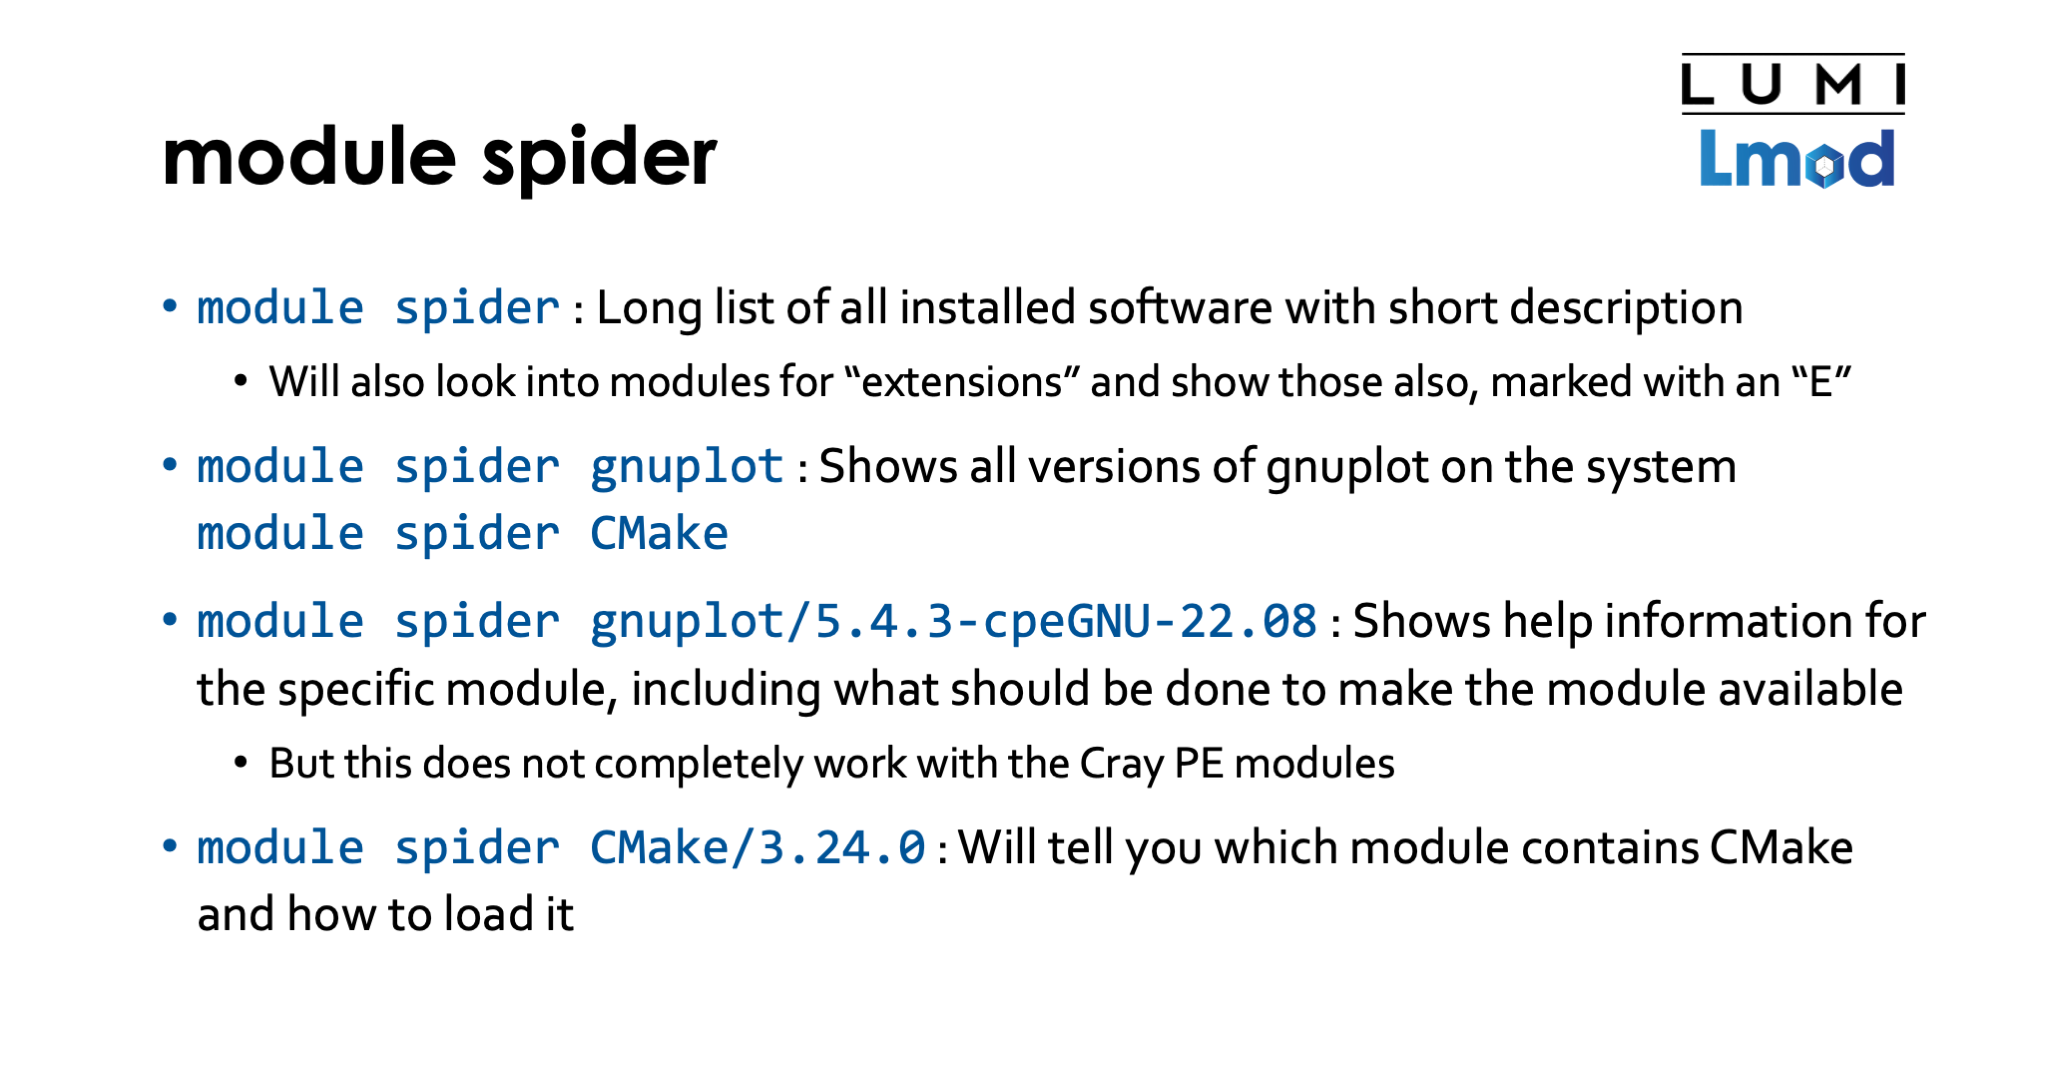 LUMI
Lmod
module spider
• module spider : Long list of all installed software with short description
• Will also look into modules for “extensions” and show those also, marked with an “E”
• module spider gnuplot : Shows all versions of gnuplot on the system
module spider CMake
• module spider gnuplot/5.4.3-cpeGNU-22.08 : Shows help information for
the specific module, including what should be done to make the module available
• But this does not completely work with the Cray PE modules
• module spider CMake/3.24.0 : Will tell you which module contains CMake
and how to load it